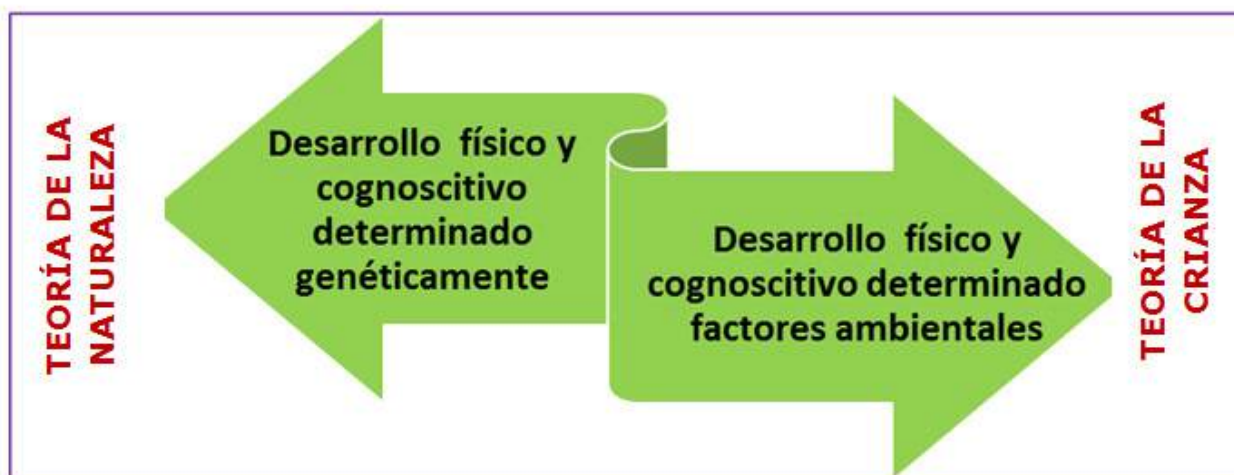 TEORÍA DE LA
NATURALEZA
Desarrollo físico y
cognoscitivo
determinado
genéticamente
Desarrollo físico y
cognoscitivo determinado
factores ambientales
TEORÍA DE LA
CRIANZA